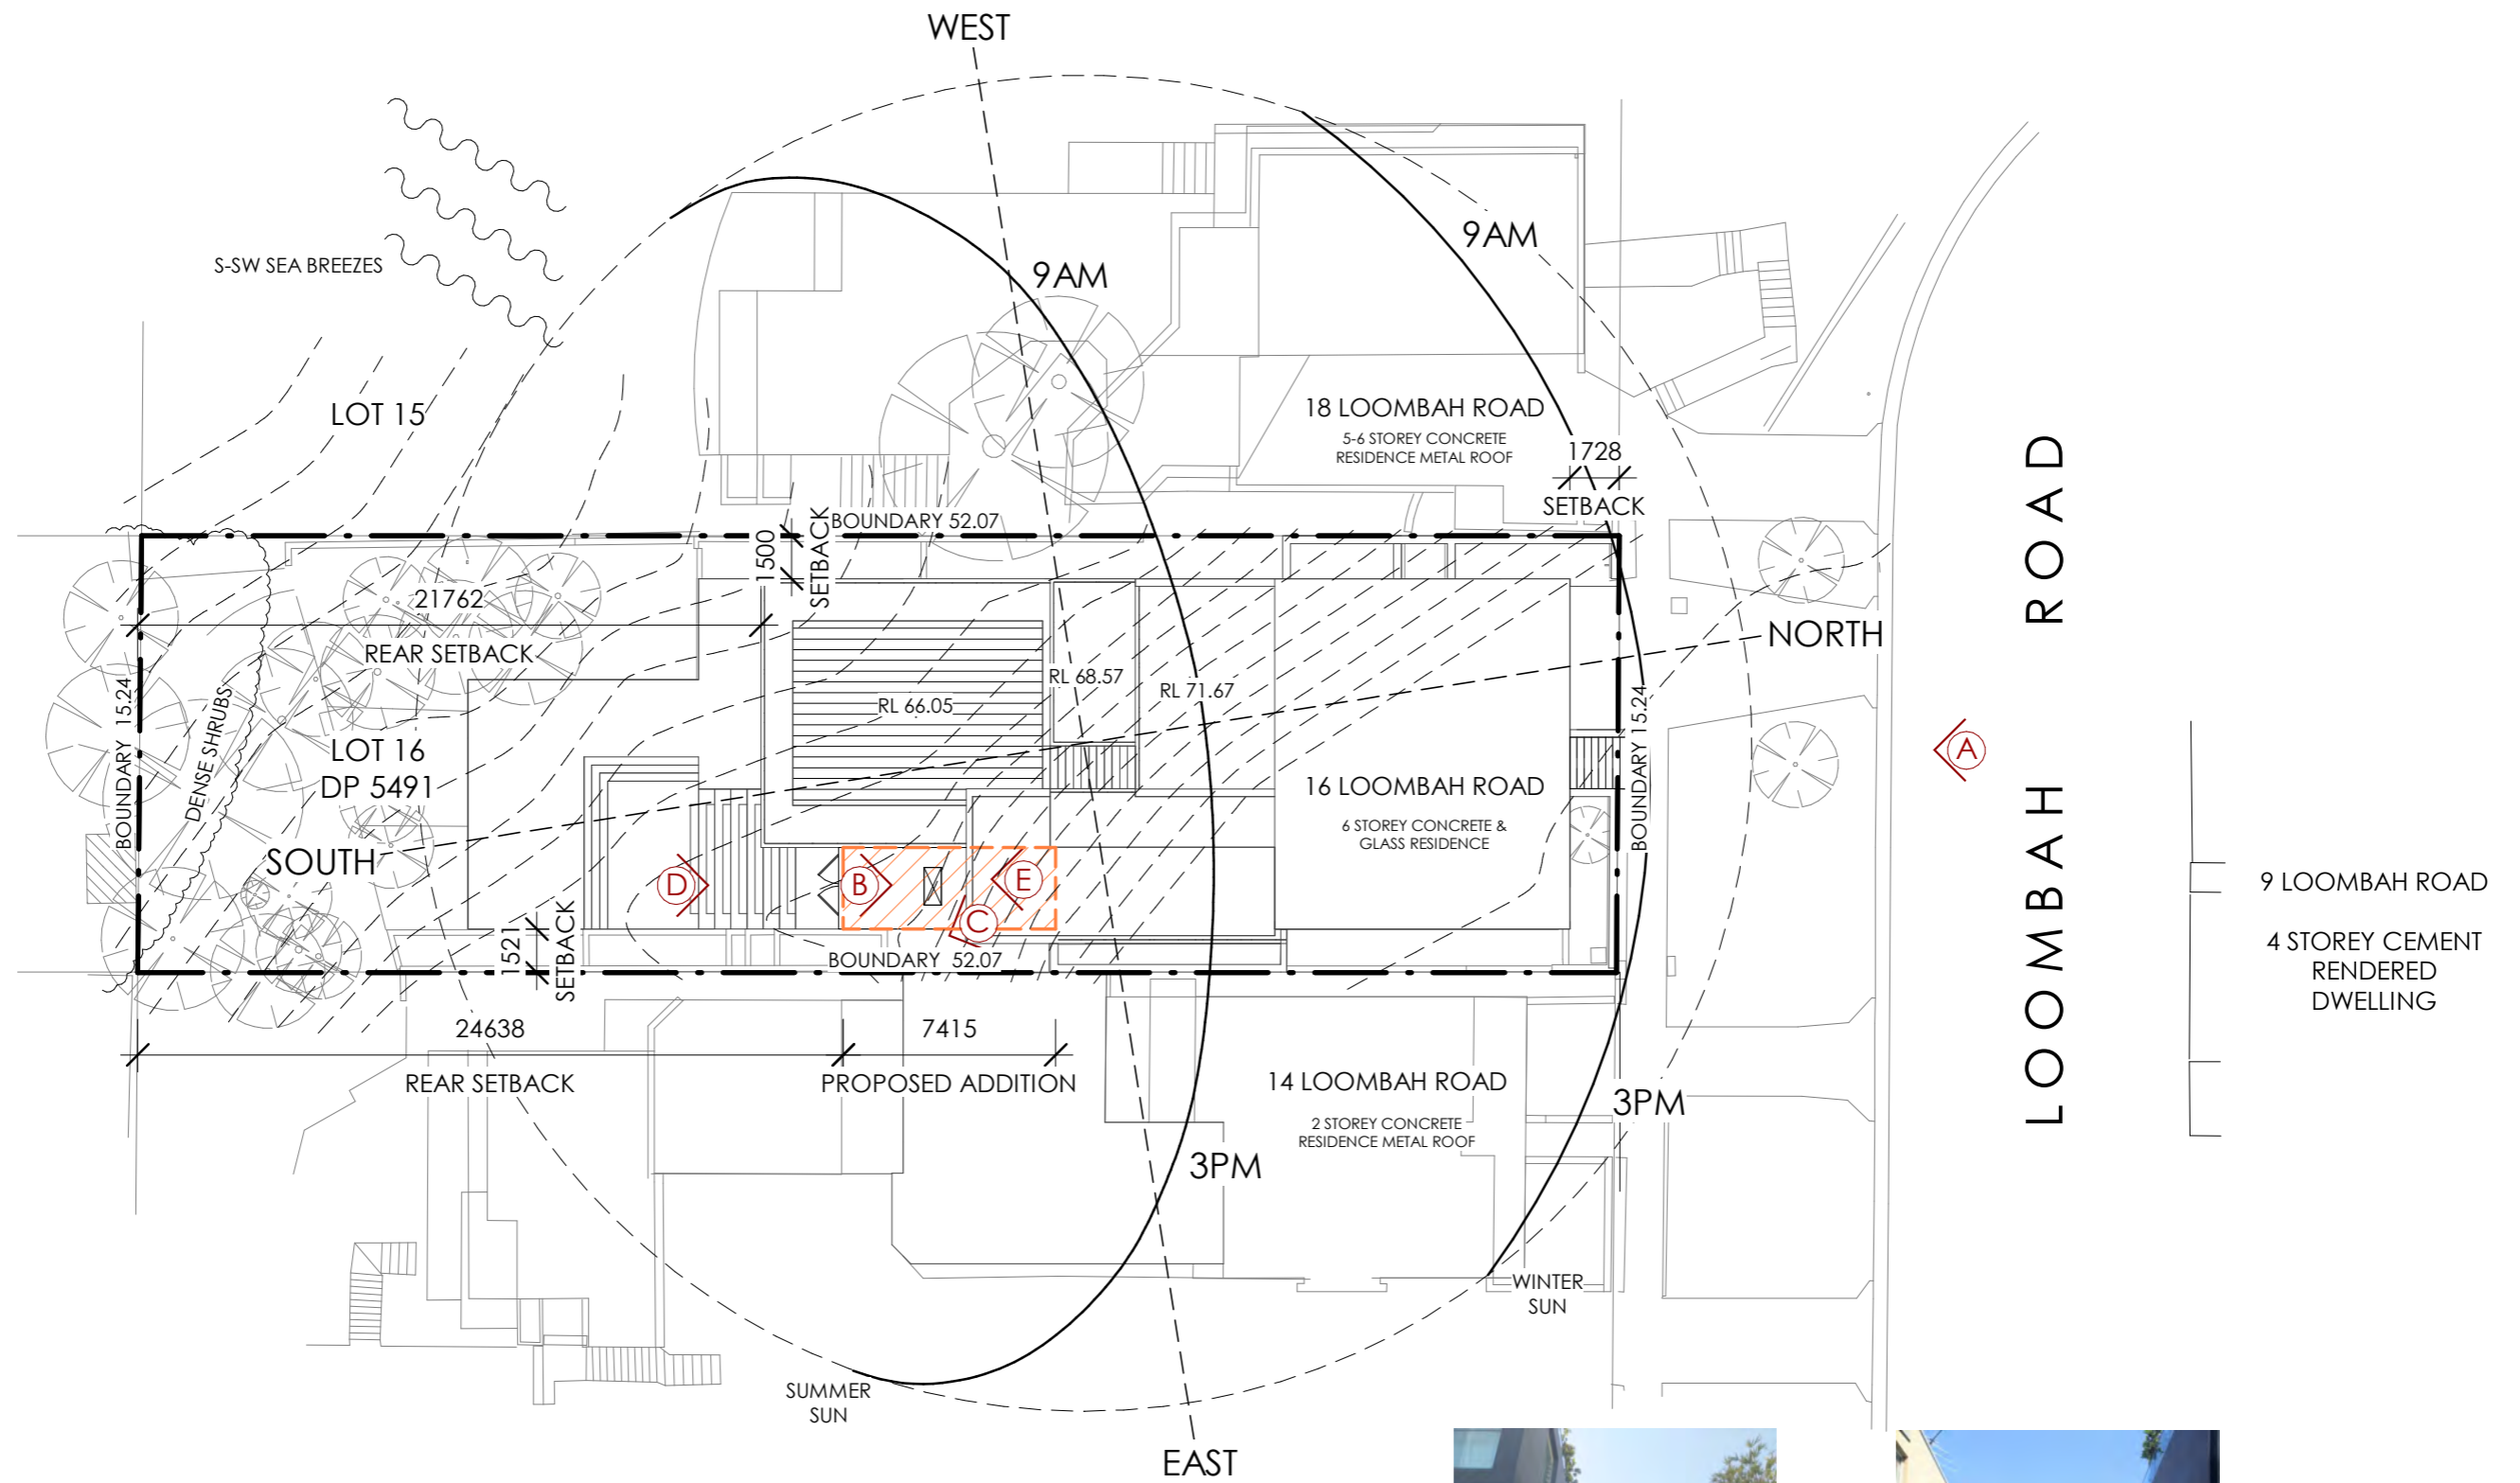 WEST
9AM
9AM
S-SW SEA BREEZES
LOT 15
18 LOOMBAH ROAD
5-6 STOREY CONCRETE
RESIDENCE METAL ROOF
1728
SETBACK
BOUNDARY 52.07
1500
SETBACK
21762
REAR SETBACK
NORTH
RL 68.57
RL 71.67
RL 66.05
BOUNDARY 15.24
DENSE SHRUBS
LOT 16
DP 5491
SOUTH
16 LOOMBAH ROAD
6 STOREY CONCRETE &
GLASS RESIDENCE
BOUNDARY 15.24
A
D
B
E
C
1521
SETBACK
BOUNDARY 52.07
LOOMBAH ROAD
9 LOOMBAH ROAD
4 STOREY CEMENT
RENDERED
DWELLING
24638
REAR SETBACK
7415
PROPOSED ADDITION
14 LOOMBAH ROAD
2 STOREY CONCRETE
RESIDENCE METAL ROOF
3PM
3PM
WINTER
SUN
SUMMER
SUN
EAST